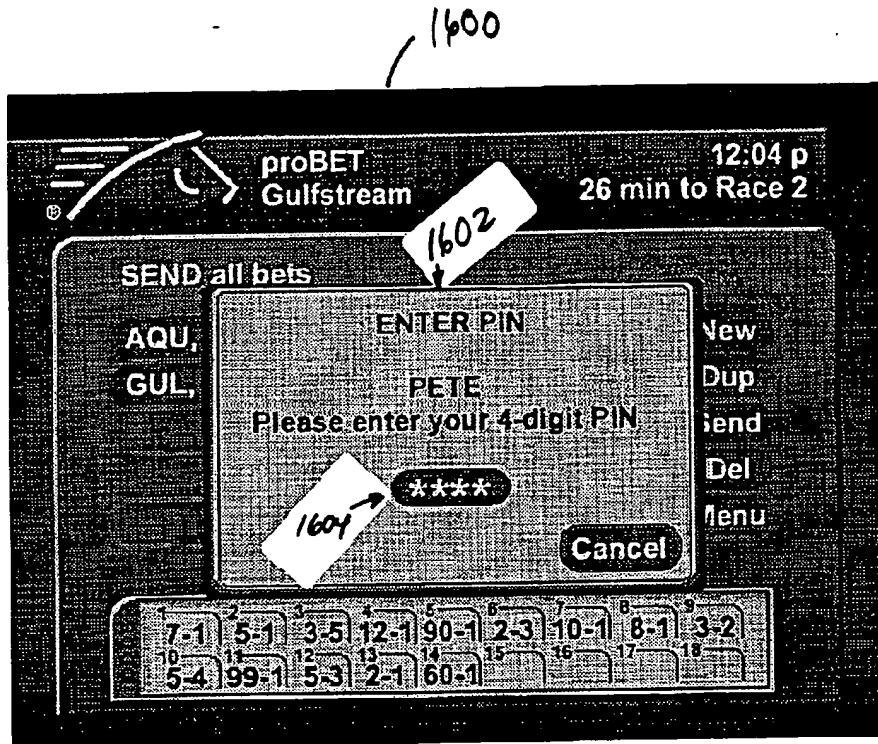 1600
proBET
Gulfstream
12:04 p
26 min to Race 2
®
1602
SEND all bets
ENTER PIN
AQU,
New
PETE
GUL,
Dup
Please enter your 4-digit PIN
Send
Del
1604
****
Menu
Cancel
1 2 3 4 5 6 7 8 9
7-1 5-1 3-5 12-1 90-1 2-3 10-1 8-1 3-2
10 11 12 13 14 15 16 17 18
5-4 99-1 5-3 2-1 60-1